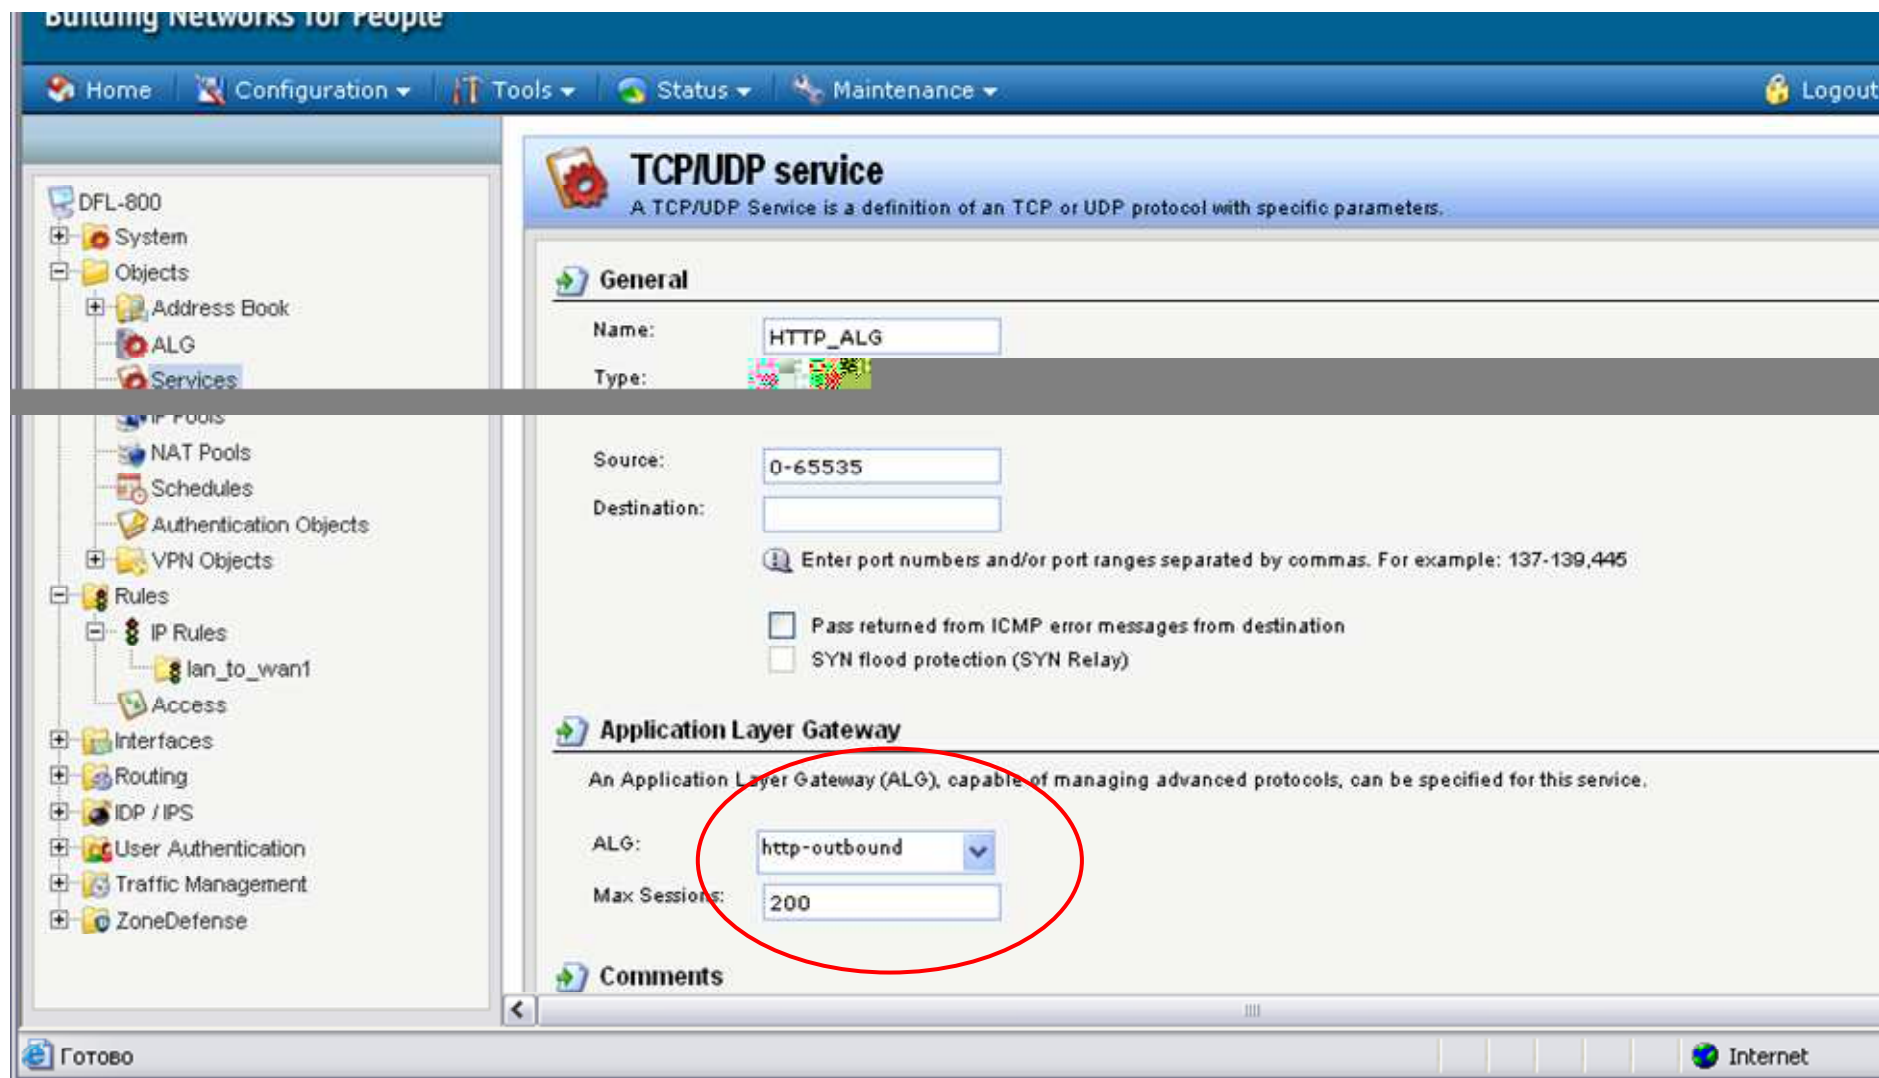 Building Networks for People
Home Configuration Tools Status Maintenance Logout
DFL-800
System
Objects
Address Book
ALG
Services
IP Pools
NAT Pools
Schedules
Authentication Objects
VPN Objects
Rules
IP Rules
lan_to_wan1
Access
Interfaces
Routing
IDP / IPS
User Authentication
Traffic Management
ZoneDefense
TCP/UDP service
A TCP/UDP Service is a definition of an TCP or UDP protocol with specific parameters.
General
Name: HTTP_ALG
Type:
Source: 0-65535
Destination:
Enter port numbers and/or port ranges separated by commas. For example: 137-139,445
Pass returned from ICMP error messages from destination
SYN flood protection (SYN Relay)
Application Layer Gateway
An Application Layer Gateway (ALG), capable of managing advanced protocols, can be specified for this service.
ALG: http-outbound
Max Sessions: 200
Comments
Готово Internet